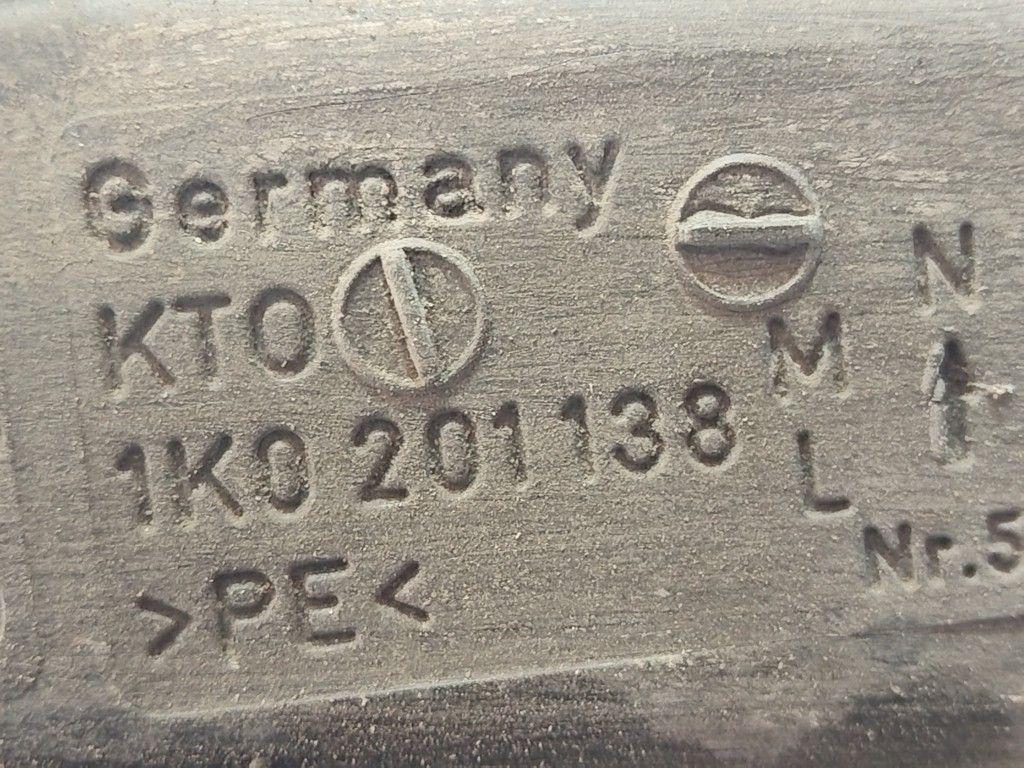 Germany
KTO
1K0 201 138
>PE<
N
M
L
Nr.5